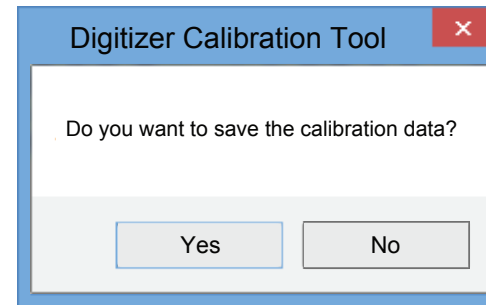 Digitizer Calibration Tool
Do you want to save the calibration data?
Yes
No